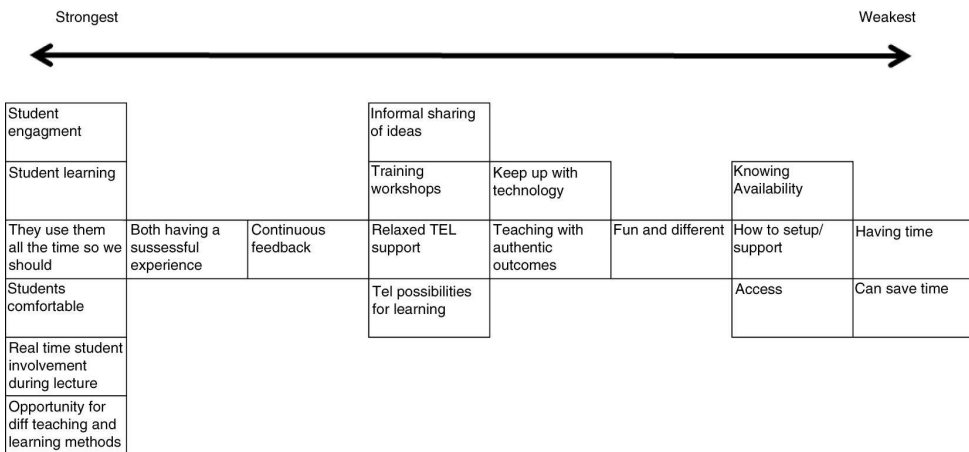 Strongest
Weakest
Student
engagment
Informal sharing
of ideas
Student learning
Training
workshops
Keep up with
technology
Knowing
Availability
They use them
all the time so we
should
Both having a
sussessful
experience
Continuous
feedback
Relaxed TEL
support
Teaching with
authentic
outcomes
Fun and different
How to setup/
support
Having time
Students
comfortable
Tel possibilities
for learning
Access
Can save time
Real time student
involvement
during lecture
Opportunity for
diff teaching and
learning methods